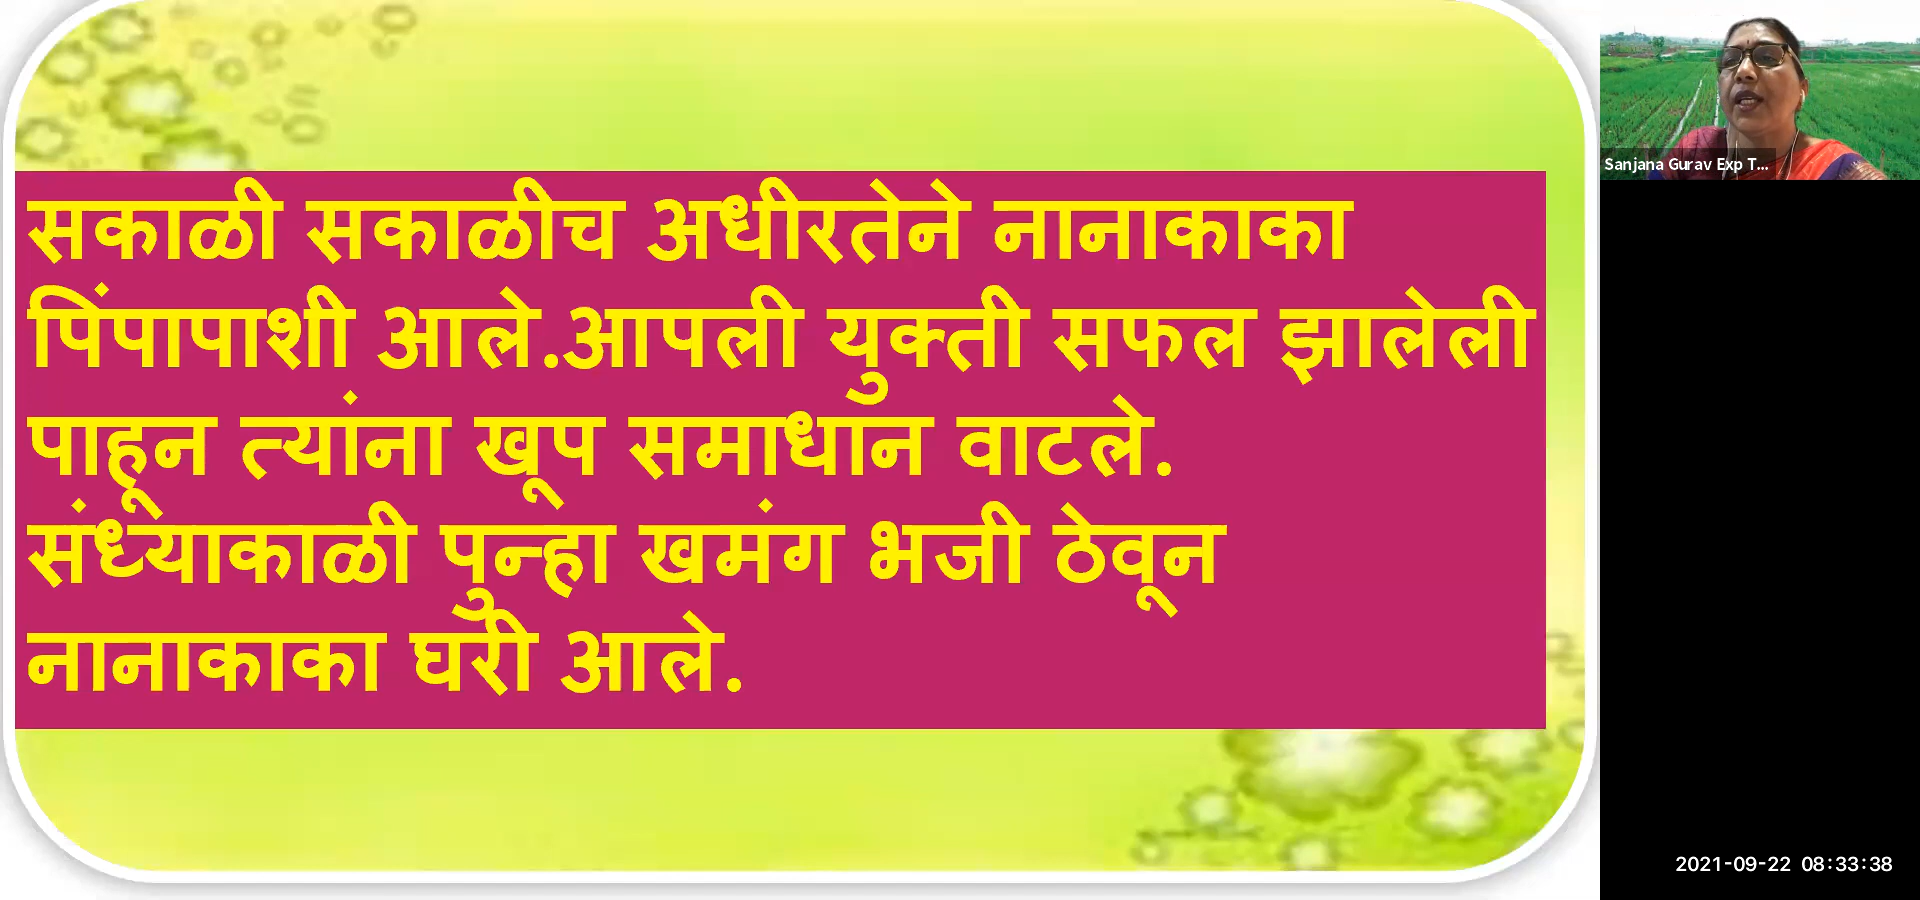 सकाळी सकाळीच अधीरतेने नानाकाका
पिंपापाशी आले.आपली युक्ती सफल झालेली
पाहून त्यांना खूप समाधान वाटले.
संध्याकाळी पुन्हा खमंग भजी ठेवून
नानाकाका घरी आले.
Sanjana Gurav Exp T...
2021-09-22 08:33:38